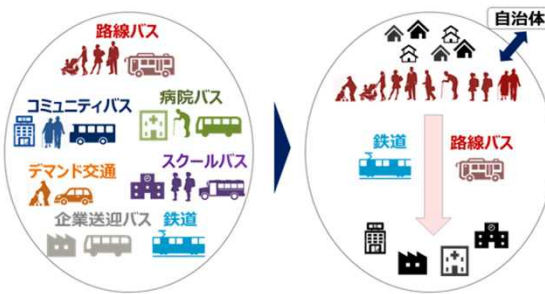 路線バス
コミュニティバス
病院バス
デマンド交通
スクールバス
企業送迎バス
鉄道
自治体
鉄道
路線バス